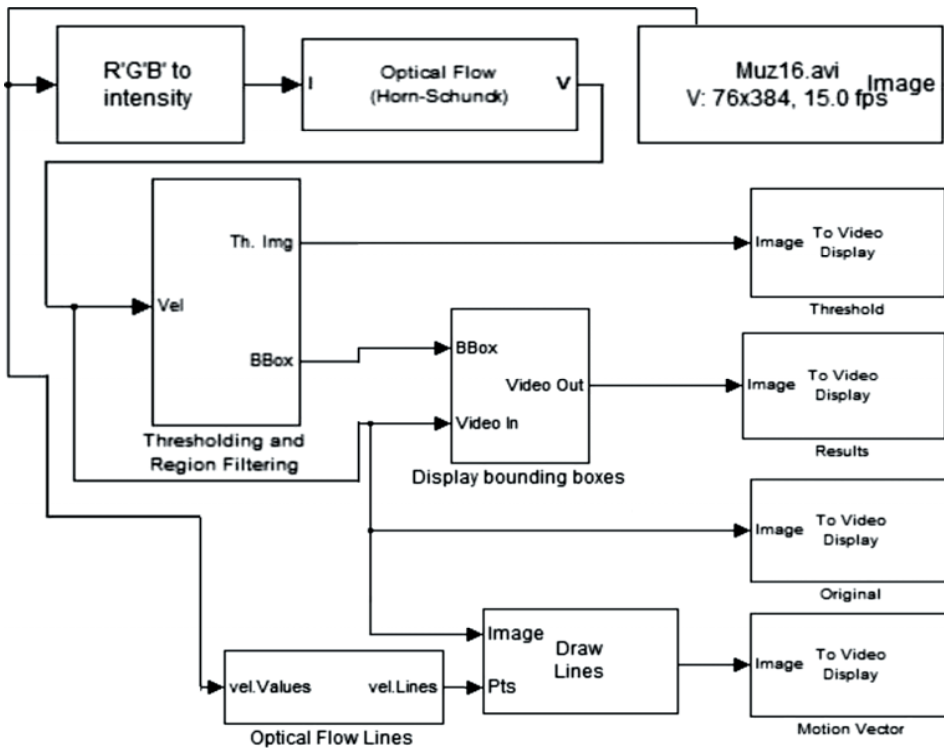 R'G'B' to
intensity
I
Optical Flow
(Horn-Schunck)
V
Muz16.avi
V: 76x384, 15.0 fps
Image
Th. Img
Vel
BBox
Thresholding and
Region Filtering
BBox
Video Out
Video In
Display bounding boxes
Image
To Video
Display
Threshold
Image
To Video
Display
Results
Image
To Video
Display
Original
vel.Values
vel.Lines
Optical Flow Lines
Image
Draw
Lines
Pts
Image
To Video
Display
Motion Vector